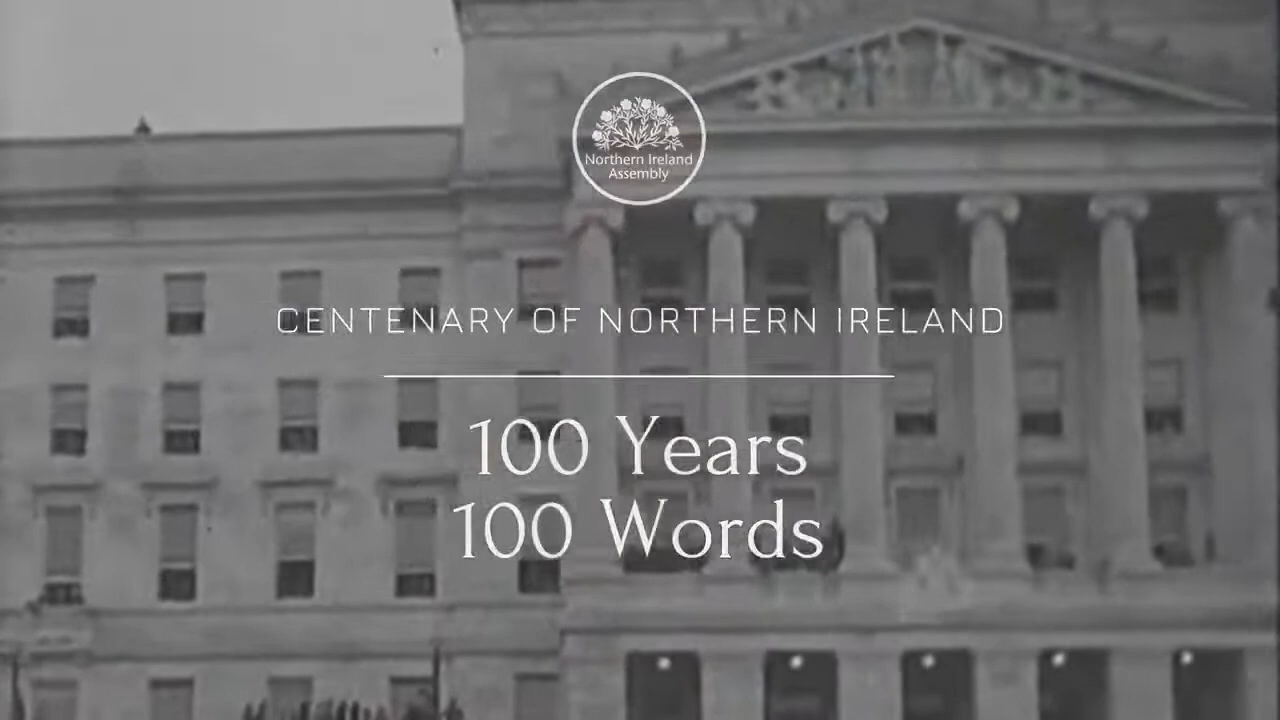 Northern Ireland
Assembly
CENTENARY OF NORTHERN IRELAND
100 Years
100 Words